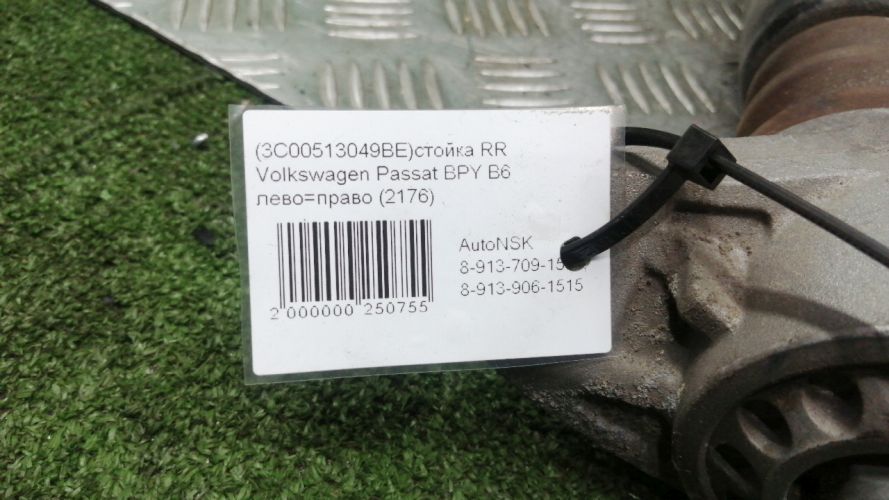 (3C00513049BE)стойка RR
Volkswagen Passat BPY B6
лево=право (2176)
AutoNSK
8-913-906-1515
2 000000 250755